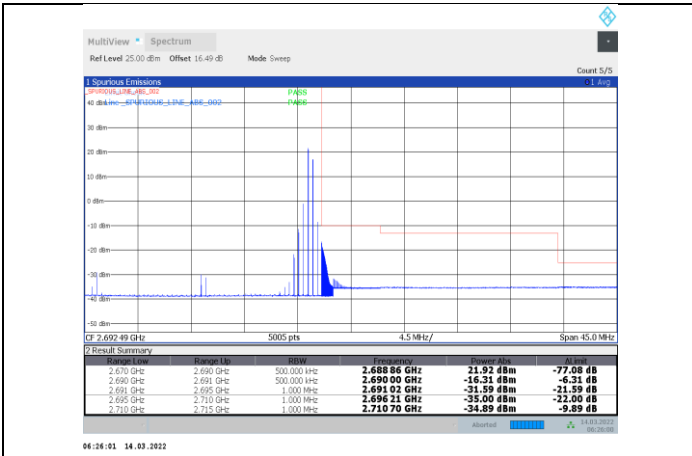 MultiView Spectrum
Ref Level 25.00 dBm Offset 16.49 dB Mode Sweep
Count 5/5
1 Spurious Emissions 1 Avg
_SPURIOUS_LINE_ABS_002 PASS
40 dBm Line _SPURIOUS_LINE_ABS_002 PASS
30 dBm
20 dBm
10 dBm
0 dBm
-10 dBm
-20 dBm
-30 dBm
-40 dBm
-50 dBm
CF 2.692 49 GHz 5005 pts 4.5 MHz/ Span 45.0 MHz
2 Result Summary
Range Low Range Up RBW Frequency Power Abs ΔLimit
2.670 GHz 2.690 GHz 500.000 kHz 2.688 86 GHz 21.92 dBm -77.08 dB
2.690 GHz 2.691 GHz 500.000 kHz 2.690 00 GHz -16.31 dBm -6.31 dB
2.691 GHz 2.695 GHz 1.000 MHz 2.691 02 GHz -31.59 dBm -21.59 dB
2.695 GHz 2.710 GHz 1.000 MHz 2.696 21 GHz -35.00 dBm -22.00 dB
2.710 GHz 2.715 GHz 1.000 MHz 2.710 70 GHz -34.89 dBm -9.89 dB
Aborted 14.03.2022
06:26:00
06:26:01 14.03.2022